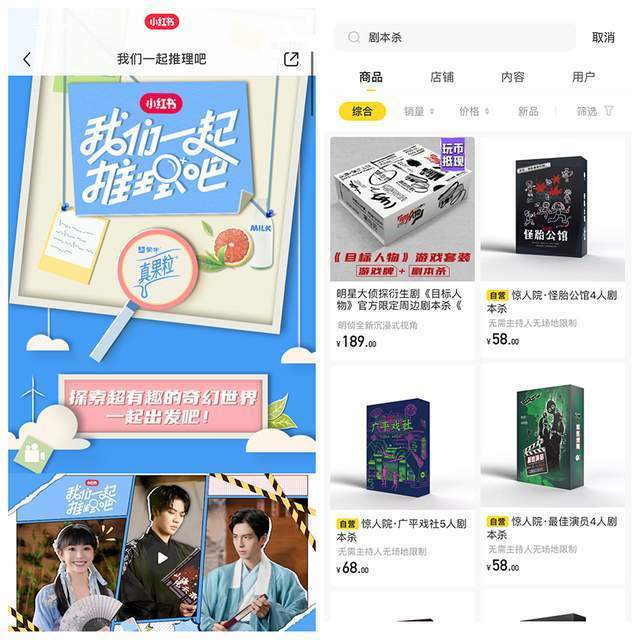 小红书
我们一起推理吧
小红书
我们一起
推理吧
MILK
蒙牛
真果粒
探索超有趣的奇幻世界
一起出发吧!
小红书
我们一起
推理吧
剧本杀
取消
商品
店铺
内容
用户
综合
销量
价格
新品
筛选
玩币
抵现
《目标人物》游戏套装
游戏牌+剧本杀
明星大侦探衍生剧《目标人
物》官方限定周边剧本杀《
明侦全新沉浸式视角
¥189.00
怪胎公馆
自营 惊人院·怪胎公馆4人剧
本杀
无需主持人无场地限制
¥58.00
广平戏社
自营 惊人院·广平戏社5人剧
本杀
无需主持人无场地限制
¥68.00
最佳演员
自营 惊人院·最佳演员4人剧
本杀
无需主持人无场地限制
¥58.00